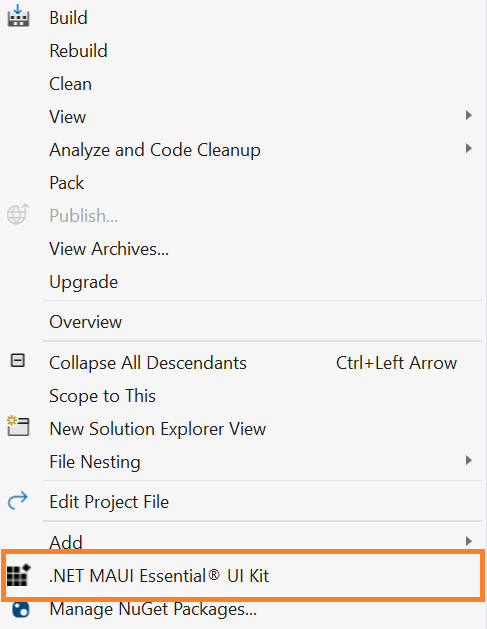 Build
Rebuild
Clean
View
Analyze and Code Cleanup
Pack
Publish...
View Archives...
Upgrade
Overview
Collapse All Descendants Ctrl+Left Arrow
Scope to This
New Solution Explorer View
File Nesting
Edit Project File
Add
.NET MAUI Essential® UI Kit
Manage NuGet Packages...